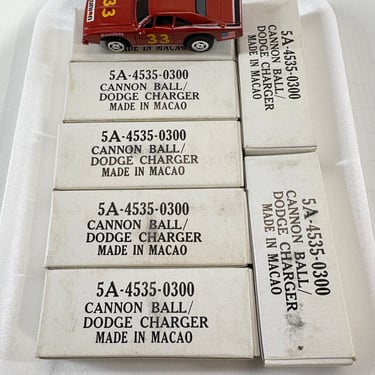 33
33
MADE IN MACAO
5A-4535-0300
CANNON BALL/
DODGE CHARGER
MADE IN MACAO
5A-4535-0300
CANNON BALL/
DODGE CHARGER
MADE IN MACAO
5A-4535-0300
CANNON BALL/
DODGE CHARGER
MADE IN MACAO
5A-4535-0300
CANNON BALL/
DODGE CHARGER
MADE IN MACAO
5A-4535-0300
CANNON BALL/
DODGE CHARGER
MADE IN MACAO
5A-4535-0300
CANNON BALL/
DODGE CHARGER
MADE IN MACAO